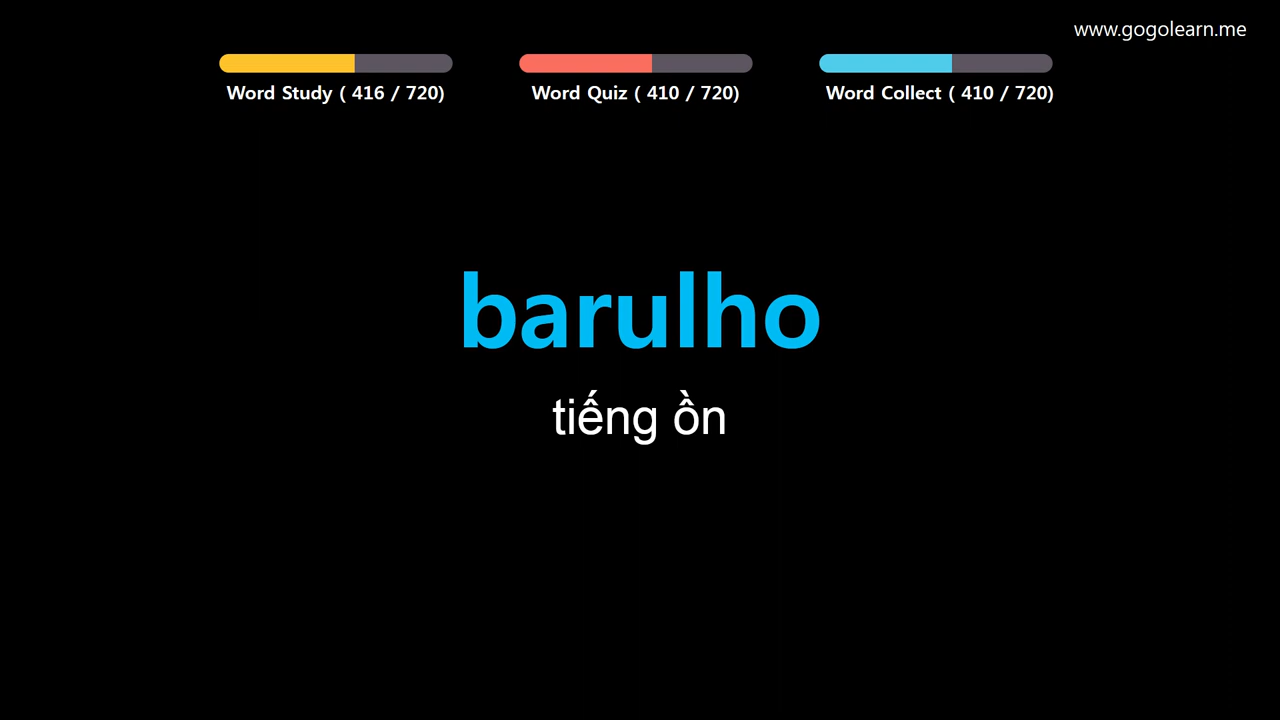 www.gogolearn.me
Word Study ( 416 / 720)
Word Quiz ( 410 / 720)
Word Collect ( 410 / 720)
barulho
tiếng ồn